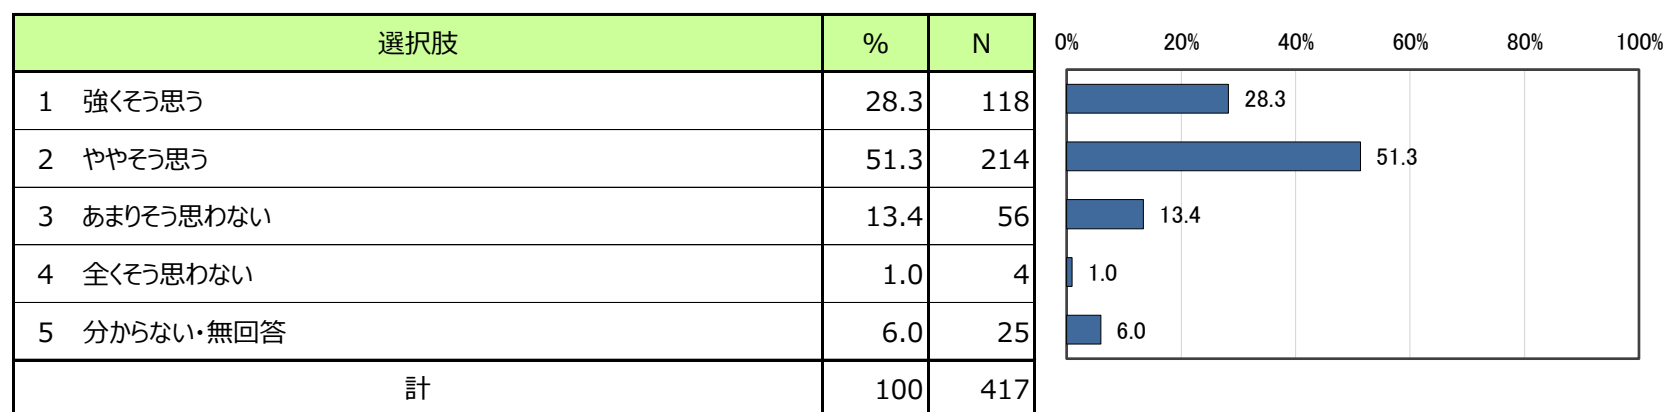 選択肢 % N
1 強くそう思う 28.3 118
2 ややそう思う 51.3 214
3 あまりそう思わない 13.4 56
4 全くそう思わない 1.0 4
5 分からない・無回答 6.0 25
計 100 417
0% 20% 40% 60% 80% 100%
28.3
51.3
13.4
1.0
6.0